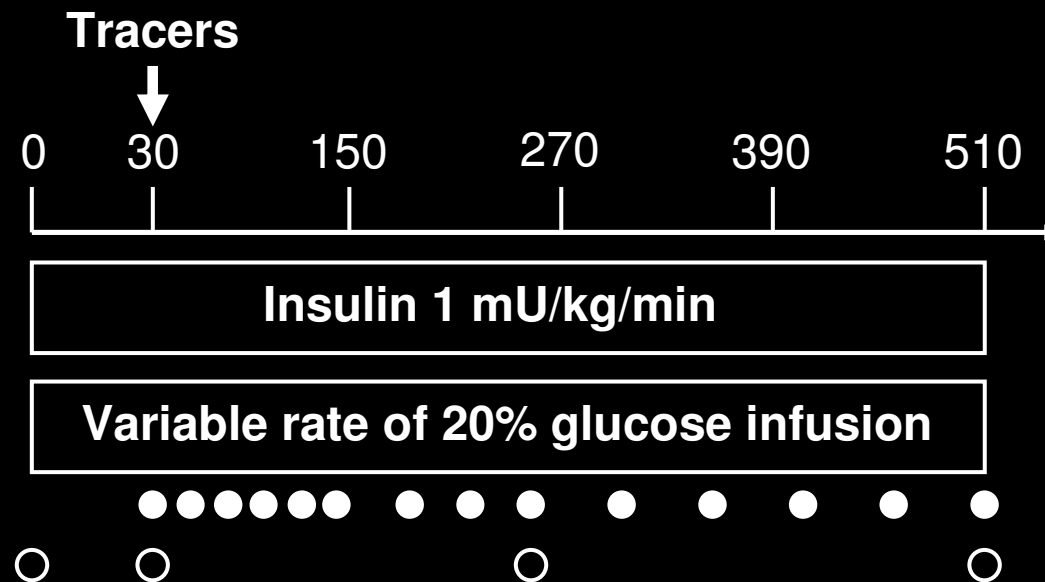 Tracers
0 30 150 270 390 510
Insulin 1 mU/kg/min
Variable rate of 20% glucose infusion